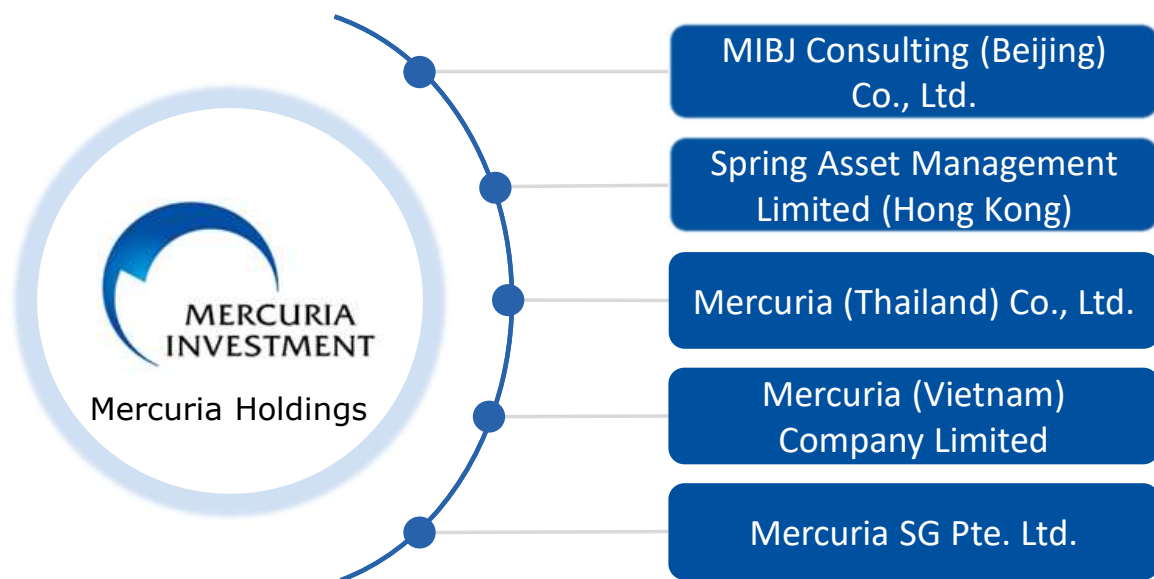 MERCURIA
INVESTMENT
Mercuria Holdings
MIBJ Consulting (Beijing)
Co., Ltd.
Spring Asset Management
Limited (Hong Kong)
Mercuria (Thailand) Co., Ltd.
Mercuria (Vietnam)
Company Limited
Mercuria SG Pte. Ltd.